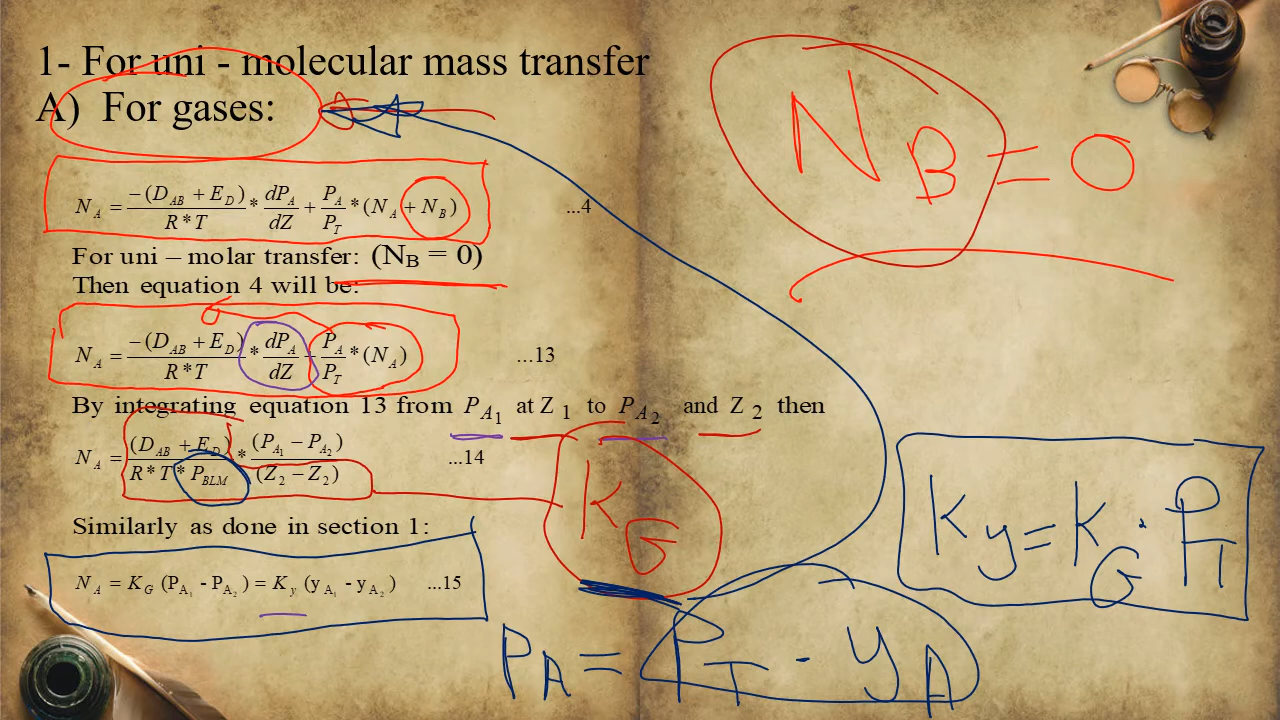 1- For uni - molecular mass transfer
A) For gases:
N_A = -(D_AB + E_D) / R*T * dP_A / dZ + P_A / P_T * (N_A + N_B) ...4
For uni – molar transfer: (N_B = 0)
Then equation 4 will be:
N_A = -(D_AB + E_D) / R*T * dP_A / dZ + P_A / P_T * (N_A) ...13
By integrating equation 13 from P_A1 at Z 1 to P_A2 and Z 2 then
N_A = (D_AB + E_D) / R*T*P_BLM * (P_A1 − P_A2) / (Z_2 − Z_2) ...14
Similarly as done in section 1:
N_A = K_G (P_A1 - P_A2) = K_y (y_A1 - y_A2) ...15
N_B = 0
K_G
K_y = K_G · P_T
P_A = P_T · y_A